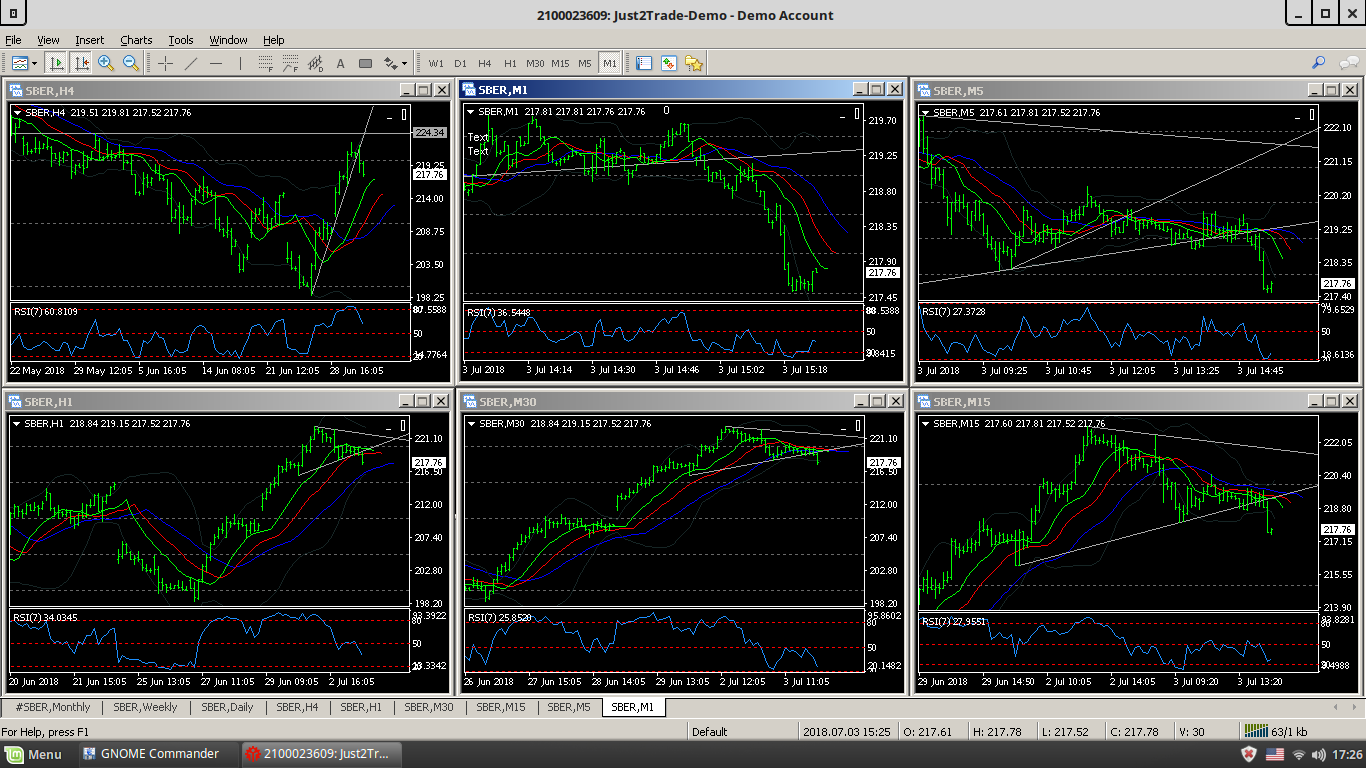 2100023609: Just2Trade-Demo - Demo Account
File View Insert Charts Tools Window Help
A W1 D1 H4 H1 M30 M15 M5 M1
SBER,H4
SBER,H4 219.51 219.81 217.52 217.76
224.34
219.25
217.76
214.00
208.75
203.50
198.25
RSI(7) 60.8109
50
22 May 2018 29 May 12:05 5 Jun 16:05 14 Jun 08:05 21 Jun 12:05 28 Jun 16:05
SBER,M1
SBER,M1 217.81 217.81 217.76 217.76
0
Text
Text
219.70
219.25
218.80
218.35
217.90
217.76
217.45
RSI(7) 36.5448
50
3 Jul 2018 3 Jul 14:14 3 Jul 14:30 3 Jul 14:46 3 Jul 15:02 3 Jul 15:18
SBER,M5
SBER,M5 217.61 217.81 217.52 217.76
222.10
221.15
220.20
219.25
218.35
217.76
217.40
RSI(7) 27.3728
79.6529
50
18.6136
3 Jul 2018 3 Jul 09:25 3 Jul 10:45 3 Jul 12:05 3 Jul 13:25 3 Jul 14:45
SBER,H1
SBER,H1 218.84 219.15 217.52 217.76
221.10
217.76
216.50
212.00
207.40
202.80
198.20
RSI(7) 34.0345
93.3922
50
20 Jun 2018 21 Jun 15:05 25 Jun 13:05 27 Jun 11:05 29 Jun 09:05 2 Jul 16:05
SBER,M30
SBER,M30 218.84 219.15 217.52 217.76
221.10
217.76
216.50
212.00
207.40
202.80
198.20
RSI(7) 25.8520
95.8602
80
50
26 Jun 2018 27 Jun 15:05 28 Jun 14:05 29 Jun 13:05 2 Jul 12:05 3 Jul 11:05
SBER,M15
SBER,M15 217.60 217.81 217.52 217.76
222.05
220.40
218.80
217.76
217.15
215.55
213.90
RSI(7) 27.9551
50
29 Jun 2018 29 Jun 14:50 2 Jul 10:05 2 Jul 14:05 3 Jul 09:20 3 Jul 13:20
#SBER,Monthly SBER,Weekly SBER,Daily SBER,H4 SBER,H1 SBER,M30 SBER,M15 SBER,M5 SBER,M1
For Help, press F1 Default 2018.07.03 15:25 O: 217.61 H: 217.78 L: 217.52 C: 217.78 V: 30 63/1 kb
Menu GNOME Commander 2100023609: Just2Tr... 17:26